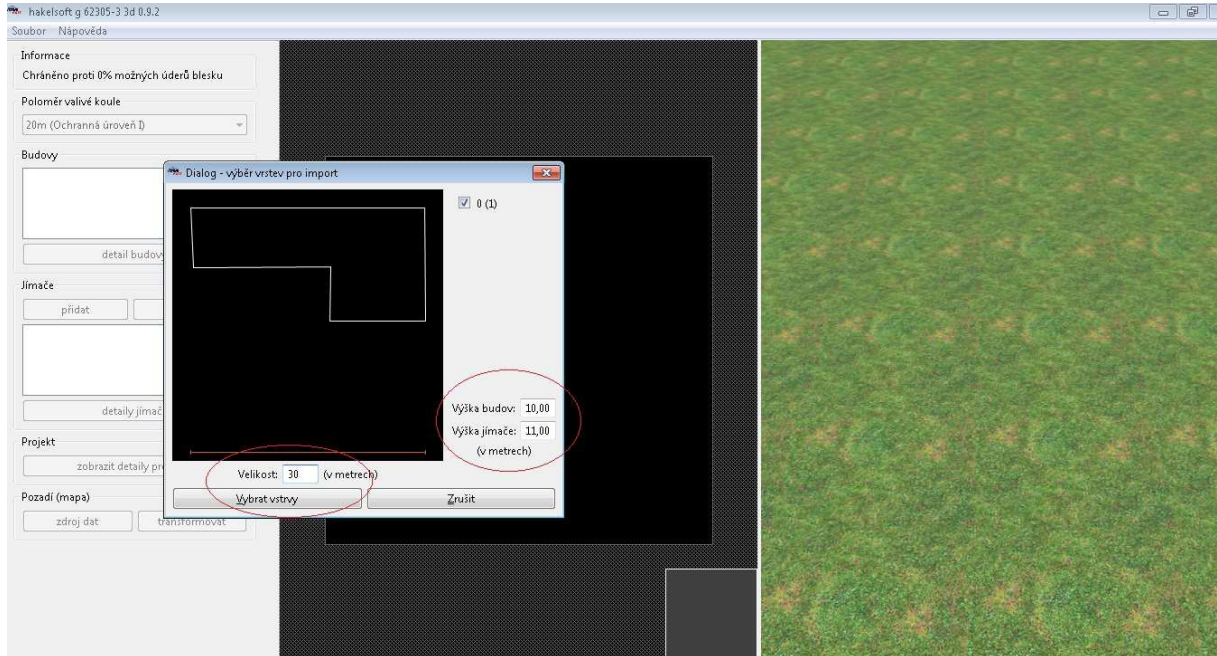 hakelsoft g 62305-3 3d 0.9.2
Soubor Nápověda
Informace
Chráněno proti 0% možných úderů blesku
Poloměr valivé koule
20m (Ochranná úroveň I)
Budovy
detail budovy
Jímače
přidat
detaily jímač
Projekt
zobrazit detaily pro
Pozadí (mapa)
zdroj dat
transformovat
Dialog - výběr vrstev pro import
0 (1)
Výška budov: 10,00
Výška jímače: 11,00
(v metrech)
Velikost: 30 (v metrech)
Vybrat vstrvy
Zrušit